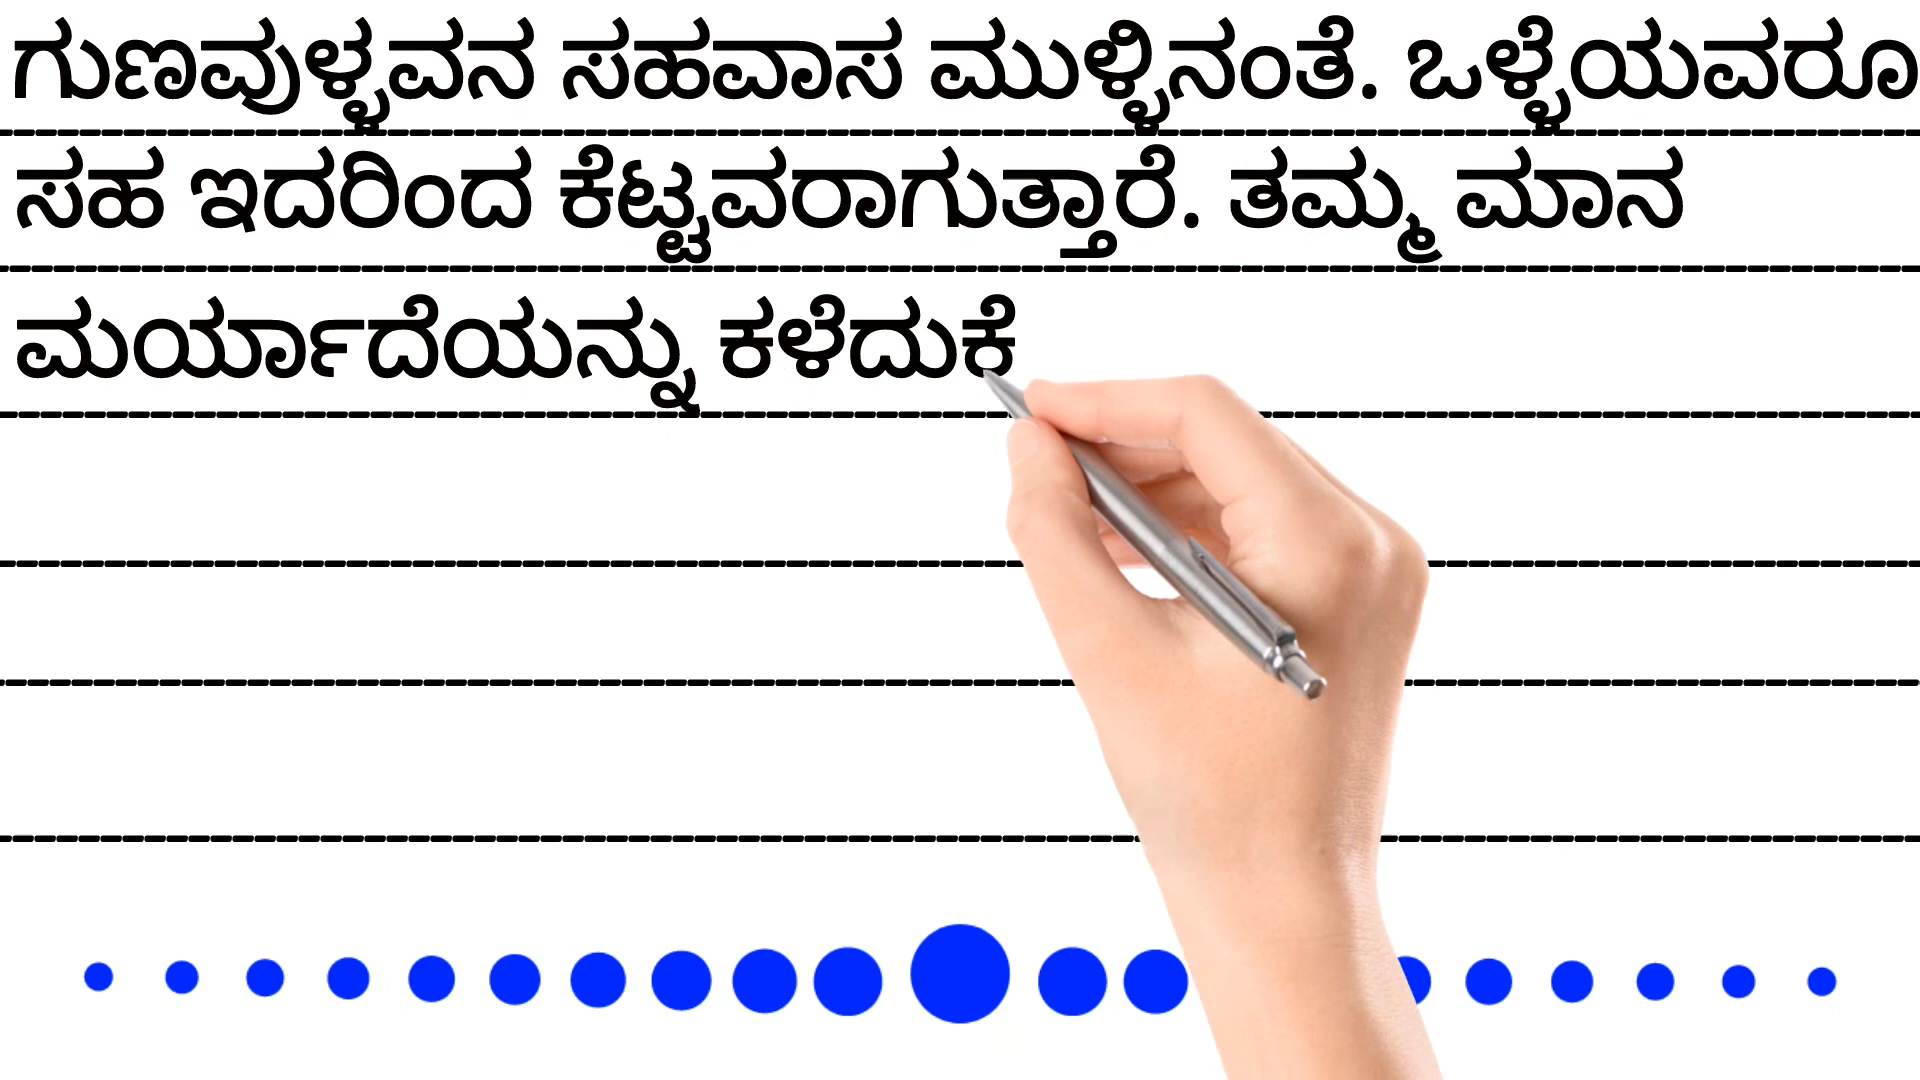 ಗುಣವುಳ್ಳವನ ಸಹವಾಸ ಮುಳ್ಳಿನಂತೆ. ಒಳ್ಳೆಯವರೂ
ಸಹ ಇದರಿಂದ ಕೆಟ್ಟವರಾಗುತ್ತಾರೆ. ತಮ್ಮ ಮಾನ
ಮರ್ಯಾದೆಯನ್ನು ಕಳೆದುಕೆ